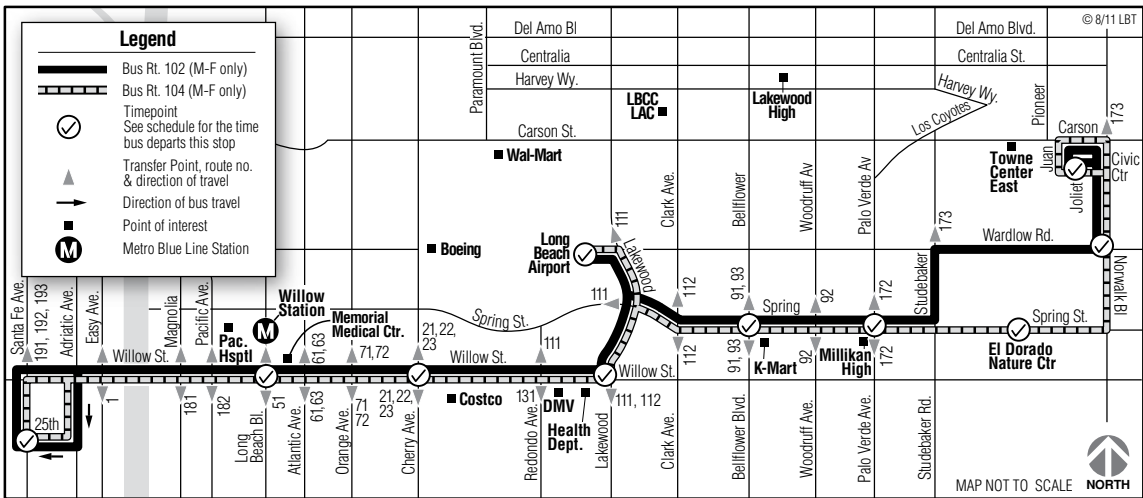 Legend
Bus Rt. 102 (M-F only)
Bus Rt. 104 (M-F only)
Timepoint
See schedule for the time
bus departs this stop
Transfer Point, route no.
& direction of travel
Direction of bus travel
Point of interest
M
Metro Blue Line Station
© 8/11 LBT
Paramount Blvd.
Del Amo Bl
Del Amo Blvd.
Centralia
Centralia St.
Harvey Wy.
Harvey Wy.
Los Coyotes
Pioneer
LBCC
LAC
Lakewood
High
Carson St.
Carson
173
Wal-Mart
Clark Ave.
Bellflower
Woodruff Av
Palo Verde Av
Towne
Center
East
Juan
Joliet
Civic
Ctr
Boeing
Long
Beach
Airport
111
Lakewood
173
Wardlow Rd.
Norwalk Bl
Santa Fe Ave.
191, 192, 193
Adriatic Ave.
Easy Ave.
Magnolia
Pacific Ave.
Willow
Station
M
Memorial
Medical Ctr.
Pac.
Hsptl
61,63
71,72
21,22,
23
Spring St.
111
111
112
91, 93
Spring
92
172
Studebaker
Spring St.
Willow St.
Willow St.
Willow St.
112
91, 93
K-Mart
92
Millikan
High
172
El Dorado
Nature Ctr
25th
1
181
182
Long
Beach Bl.
51
Atlantic Ave.
61,63
Orange Ave.
71
72
Cherry Ave.
21,22,
23
Costco
Redondo Ave.
131
DMV
Health
Dept.
Lakewood
111, 112
Clark Ave.
Bellflower Blvd.
Woodruff Ave.
Palo Verde Ave.
Studebaker Rd.
MAP NOT TO SCALE
NORTH